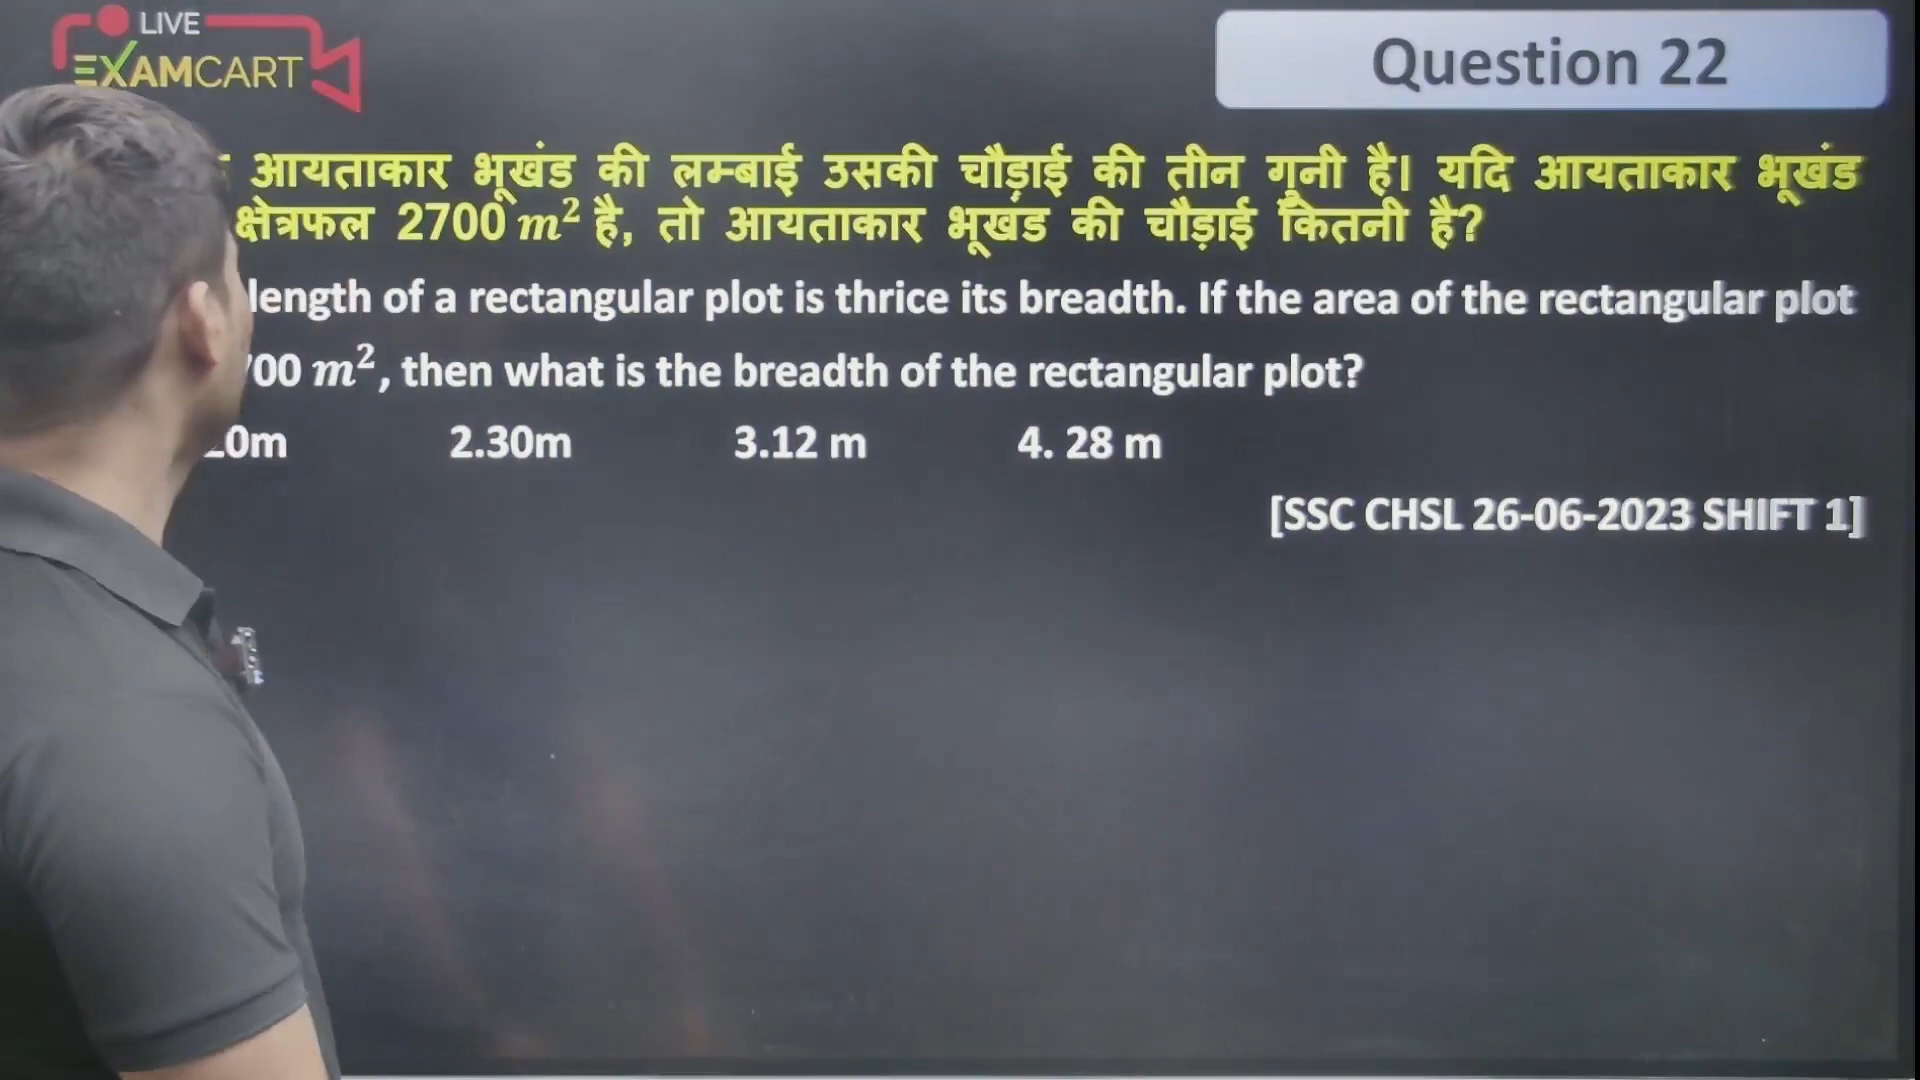 LIVE
EXAMCART
Question 22
आयताकार भूखंड की लम्बाई उसकी चौड़ाई की तीन गुनी है। यदि आयताकार भूखंड
क्षेत्रफल 2700 m² है, तो आयताकार भूखंड की चौड़ाई कितनी है?
length of a rectangular plot is thrice its breadth. If the area of the rectangular plot
00 m², then what is the breadth of the rectangular plot?
0m 2.30m 3.12 m 4. 28 m
[SSC CHSL 26-06-2023 SHIFT 1]